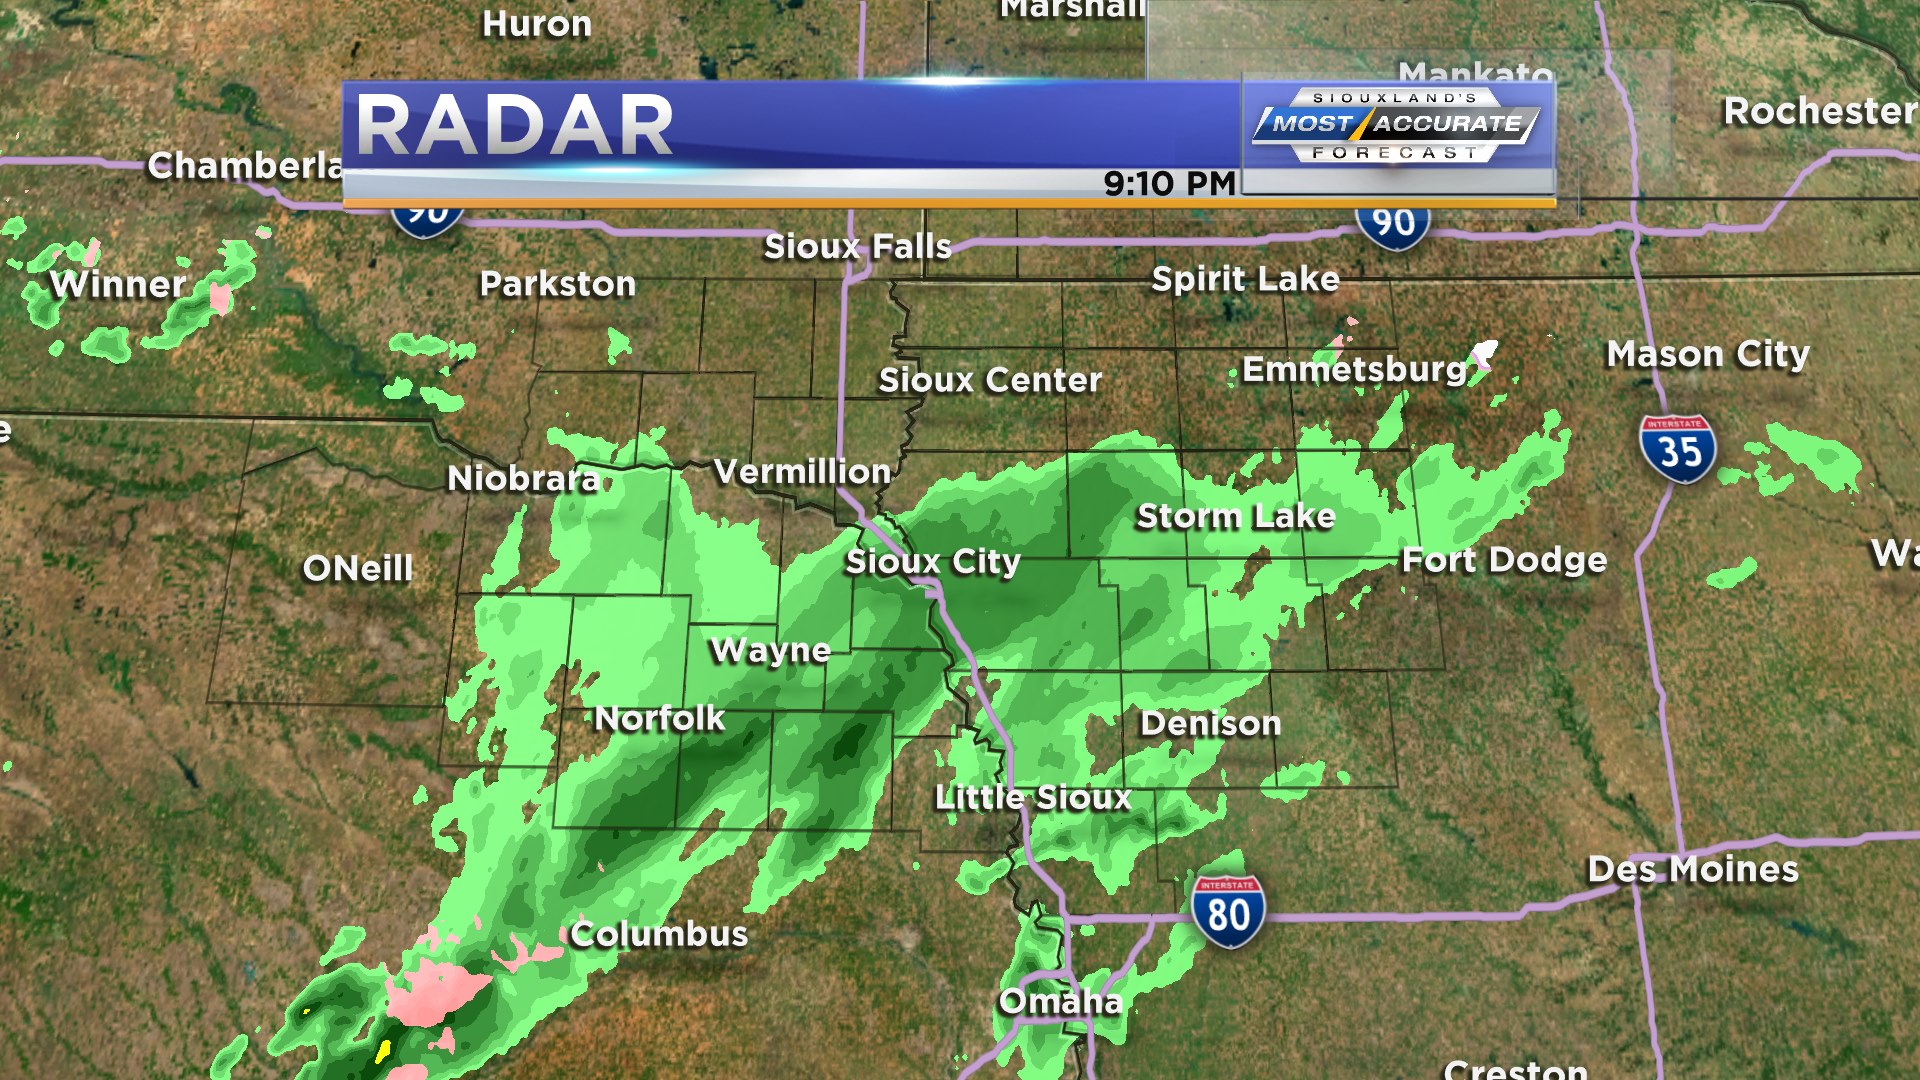 Marshall
Huron
Mankato
RADAR
SIOUXLAND'S
MOST ACCURATE
FORECAST
Rochester
Chamberla
9:10 PM
90
90
Sioux Falls
Winner
Parkston
Spirit Lake
Emmetsburg
Mason City
Sioux Center
e
INTERSTATE
35
Niobrara
Vermillion
Storm Lake
ONeill
Sioux City
Fort Dodge
Wa
Wayne
Norfolk
Denison
Little Sioux
Des Moines
INTERSTATE
80
Columbus
Omaha
Creston